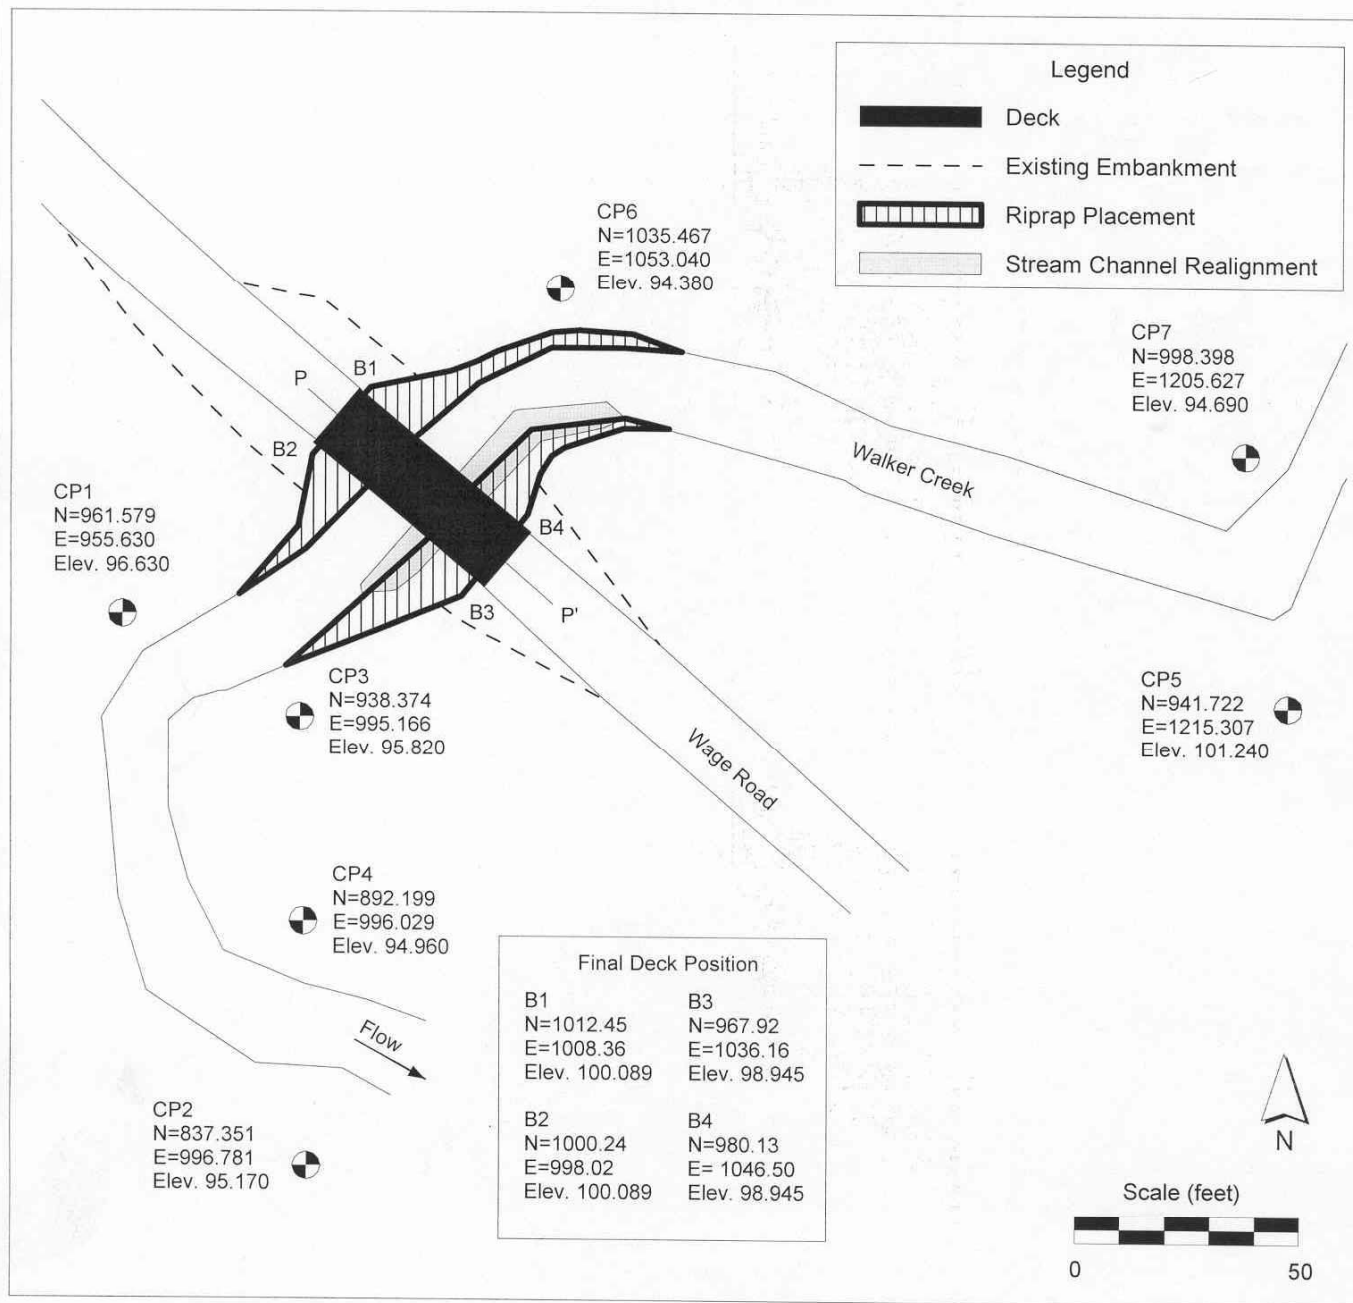 Legend
Deck
Existing Embankment
Riprap Placement
Stream Channel Realignment
CP6
N=1035.467
E=1053.040
Elev. 94.380
CP7
N=998.398
E=1205.627
Elev. 94.690
B1
P
B2
B4
B3
P'
Walker Creek
CP1
N=961.579
E=955.630
Elev. 96.630
CP3
N=938.374
E=995.166
Elev. 95.820
CP5
N=941.722
E=1215.307
Elev. 101.240
Wage Road
CP4
N=892.199
E=996.029
Elev. 94.960
Flow
CP2
N=837.351
E=996.781
Elev. 95.170
Final Deck Position
B1
N=1012.45
E=1008.36
Elev. 100.089
B3
N=967.92
E=1036.16
Elev. 98.945
B2
N=1000.24
E=998.02
Elev. 100.089
B4
N=980.13
E= 1046.50
Elev. 98.945
N
Scale (feet)
0 50